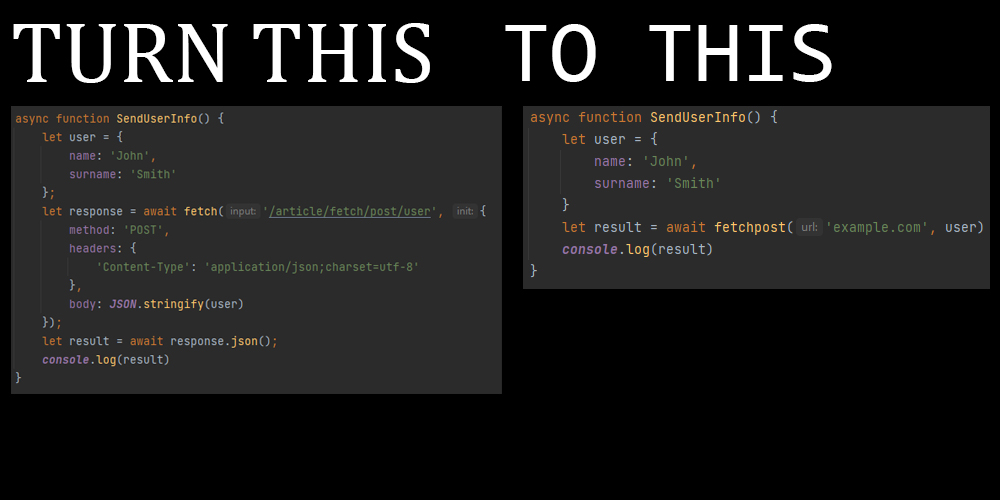 TURN THIS
async function SendUserInfo() {
let user = {
name: 'John',
surname: 'Smith'
};
let response = await fetch( input: '/article/fetch/post/user', init: {
method: 'POST',
headers: {
'Content-Type': 'application/json;charset=utf-8'
},
body: JSON.stringify(user)
});
let result = await response.json();
console.log(result)
}
TO THIS
async function SendUserInfo() {
let user = {
name: 'John',
surname: 'Smith'
}
let result = await fetchpost( url: 'example.com', user)
console.log(result)
}